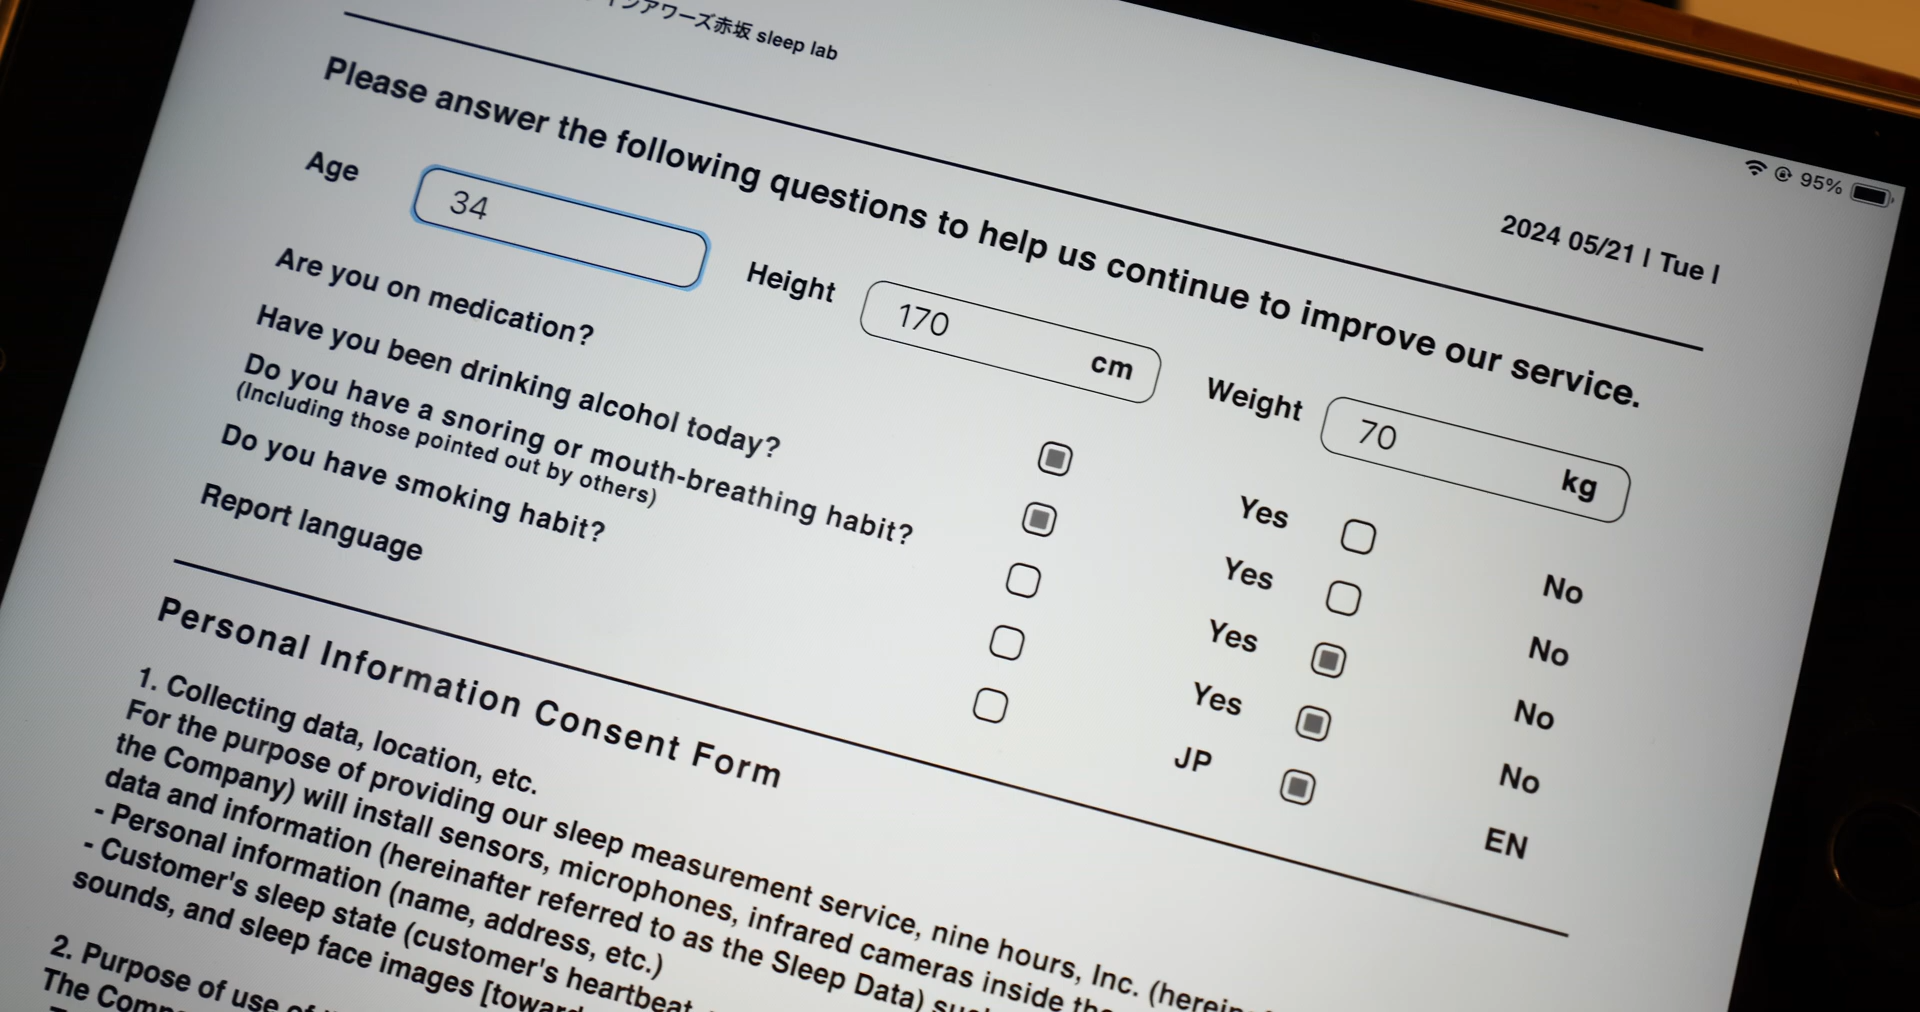 ンアワーズ赤坂 sleep lab
95%
2024 05/21 | Tue |
Please answer the following questions to help us continue to improve our service.
Age 34 Height 170 cm Weight 70 kg
Are you on medication? Yes No
Have you been drinking alcohol today? Yes No
Do you have a snoring or mouth-breathing habit? Yes No
(Including those pointed out by others)
Do you have smoking habit? Yes No
Report language JP EN
Personal Information Consent Form
1. Collecting data, location, etc.
For the purpose of providing our sleep measurement service, nine hours, Inc. (herein
the Company) will install sensors, microphones, infrared cameras inside the
data and information (hereinafter referred to as the Sleep Data) suc
- Personal information (name, address, etc.)
- Customer's sleep state (customer's heartbeat,
sounds, and sleep face images [toward
2. Purpose of use of
The Comp